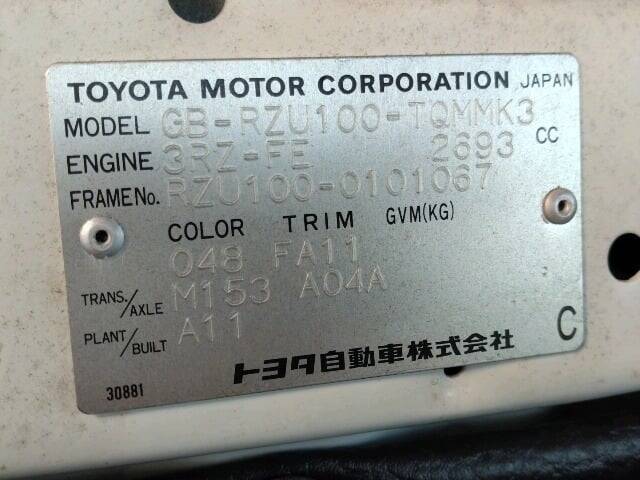 TOYOTA MOTOR CORPORATION JAPAN
MODEL GB-RZU100-TQMMK3
ENGINE 3RZ-FE 2693 CC
FRAME No. RZU100-0101067
COLOR TRIM GVM(KG)
048 FA11
TRANS./AXLE M153 A04A
PLANT/BUILT A11
トヨタ自動車株式会社 C
30881